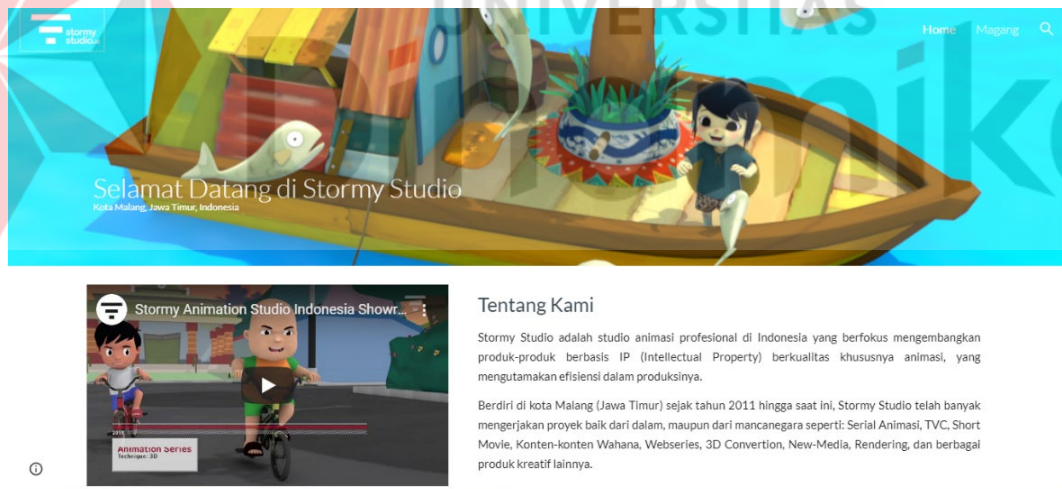 UNIVERSITAS
stormy
studio.id
Home Magang
Selamat Datang di Stormy Studio
Kota Malang, Jawa Timur, Indonesia
Stormy Animation Studio Indonesia Showr...
Animation Series
Technique: 3D
Tentang Kami
Stormy Studio adalah studio animasi profesional di Indonesia yang berfokus mengembangkan
produk-produk berbasis IP (Intellectual Property) berkualitas khususnya animasi, yang
mengutamakan efisiensi dalam produksinya.
Berdiri di kota Malang (Jawa Timur) sejak tahun 2011 hingga saat ini, Stormy Studio telah banyak
mengerjakan proyek baik dari dalam, maupun dari mancanegara seperti: Serial Animasi, TVC, Short
Movie, Konten-konten Wahana, Webseries, 3D Convertion, New-Media, Rendering, dan berbagai
produk kreatif lainnya.